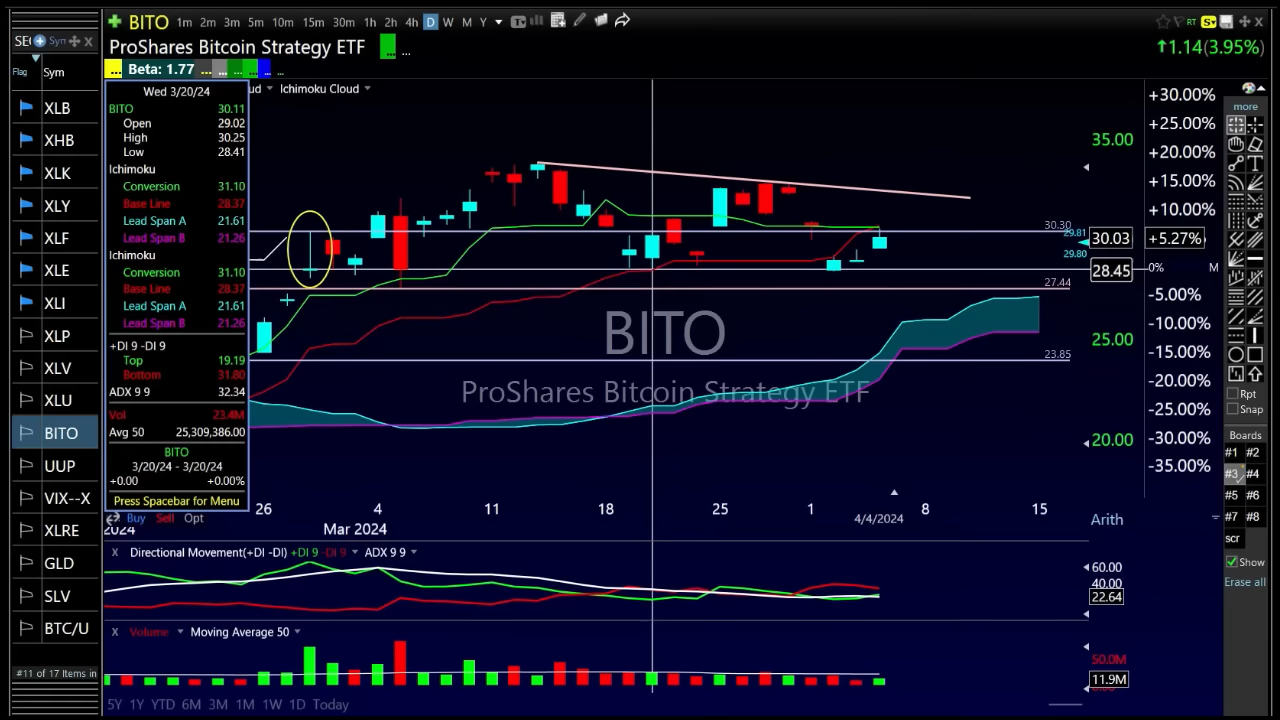 BITO 1m 2m 3m 5m 10m 15m 30m 1h 2h 4h D W M Y
RT S
ProShares Bitcoin Strategy ETF ...
1.14 (3.95%)
... Beta: 1.77 ... ... ... ... ... ...
Sym
Flag Sym
XLB
XHB
XLK
XLY
XLF
XLE
XLI
XLP
XLV
XLU
BITO
UUP
VIX--X
XLRE
GLD
SLV
BTC/U
#11 of 17 Items in
Wed 3/20/24
BITO 30.11
Open 29.02
High 30.25
Low 28.41
Ichimoku
Conversion 31.10
Base Line 28.37
Lead Span A 21.61
Lead Span B 21.26
Ichimoku
Conversion 31.10
Base Line 28.37
Lead Span A 21.61
Lead Span B 21.26
+DI 9 -DI 9
Top 19.19
Bottom 31.80
ADX 9 9 32.34
Vol 23.4M
Avg 50 25,309,386.00
BITO
3/20/24 - 3/20/24
+0.00 +0.00%
Press Spacebar for Menu
Buy Sell Opt
ud Ichimoku Cloud
BITO
ProShares Bitcoin Strategy ETF
30.30
29.81
29.80
27.44
23.85
35.00
30.03
28.45
25.00
20.00
+30.00%
+25.00%
+20.00%
+15.00%
+10.00%
+5.27%
0% M
-5.00%
-10.00%
-15.00%
-20.00%
-25.00%
-30.00%
-35.00%
26 4 11 18 25 1 8 15
2024 Mar 2024 4/4/2024
Arith
X Directional Movement(+DI -DI) +DI 9 -DI 9 ADX 9 9
60.00
40.00
22.64
X Volume Moving Average 50
50.0M
11.9M
5Y 1Y YTD 6M 3M 1M 1W 1D Today
more
T
Rpt
Snap
Boards
#1 #2
#3 #4
#5 #6
#7 #8
scr
Show
Erase all